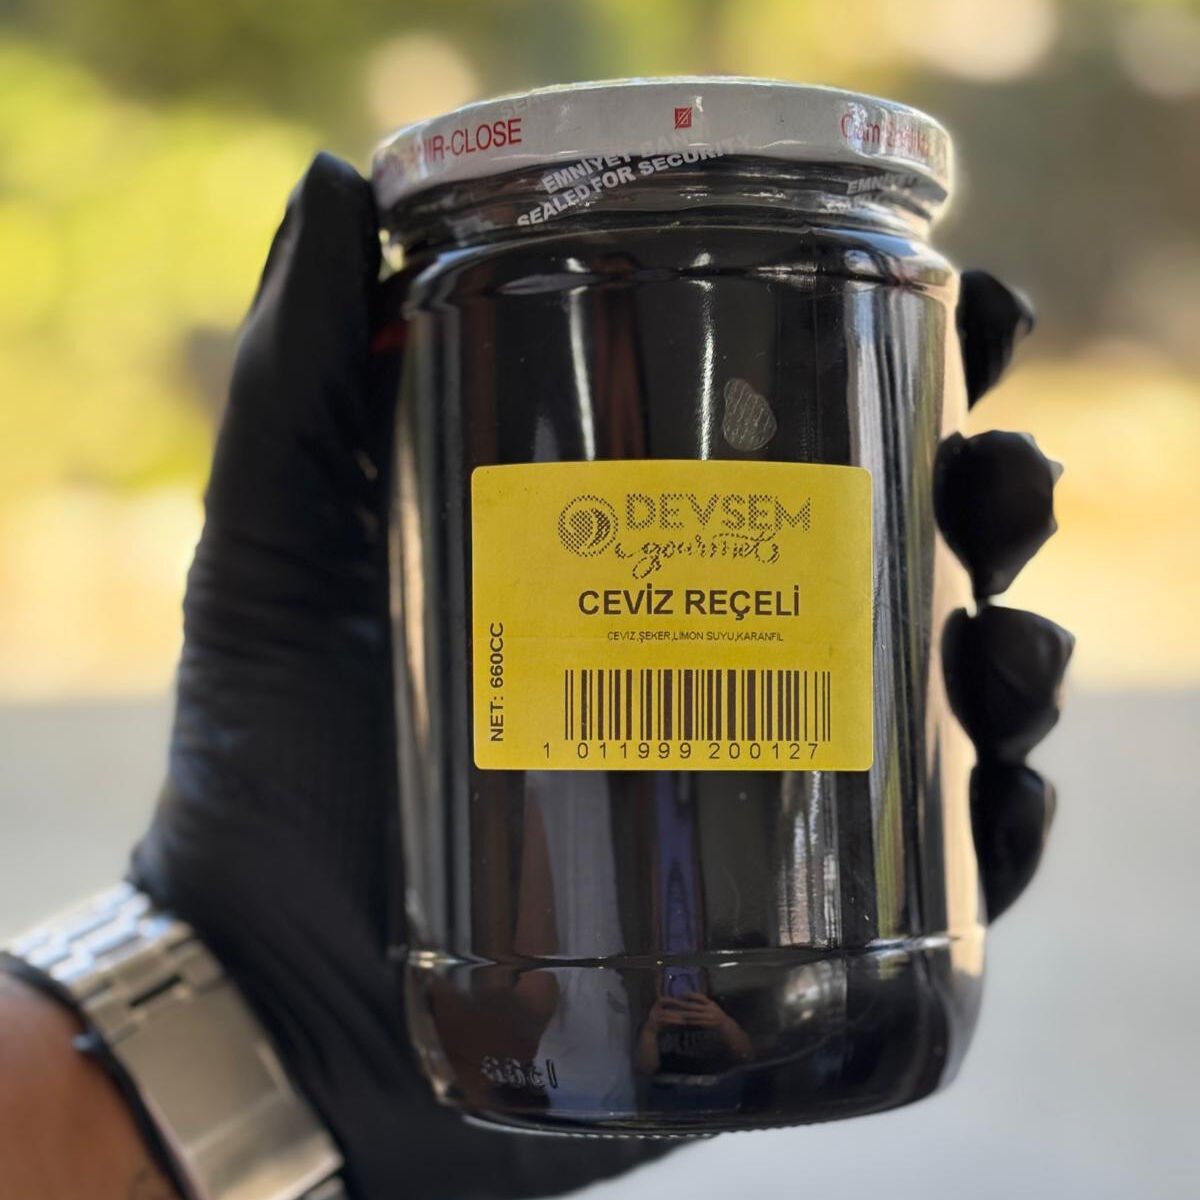 -CLOSE
EMNİYET BANDI
SEALED FOR SECURITY
DEVSEM
gourmet
CEVİZ REÇELİ
CEVİZ,ŞEKER,LİMON SUYU,KARANFİL
NET: 660CC
1 011999 200127